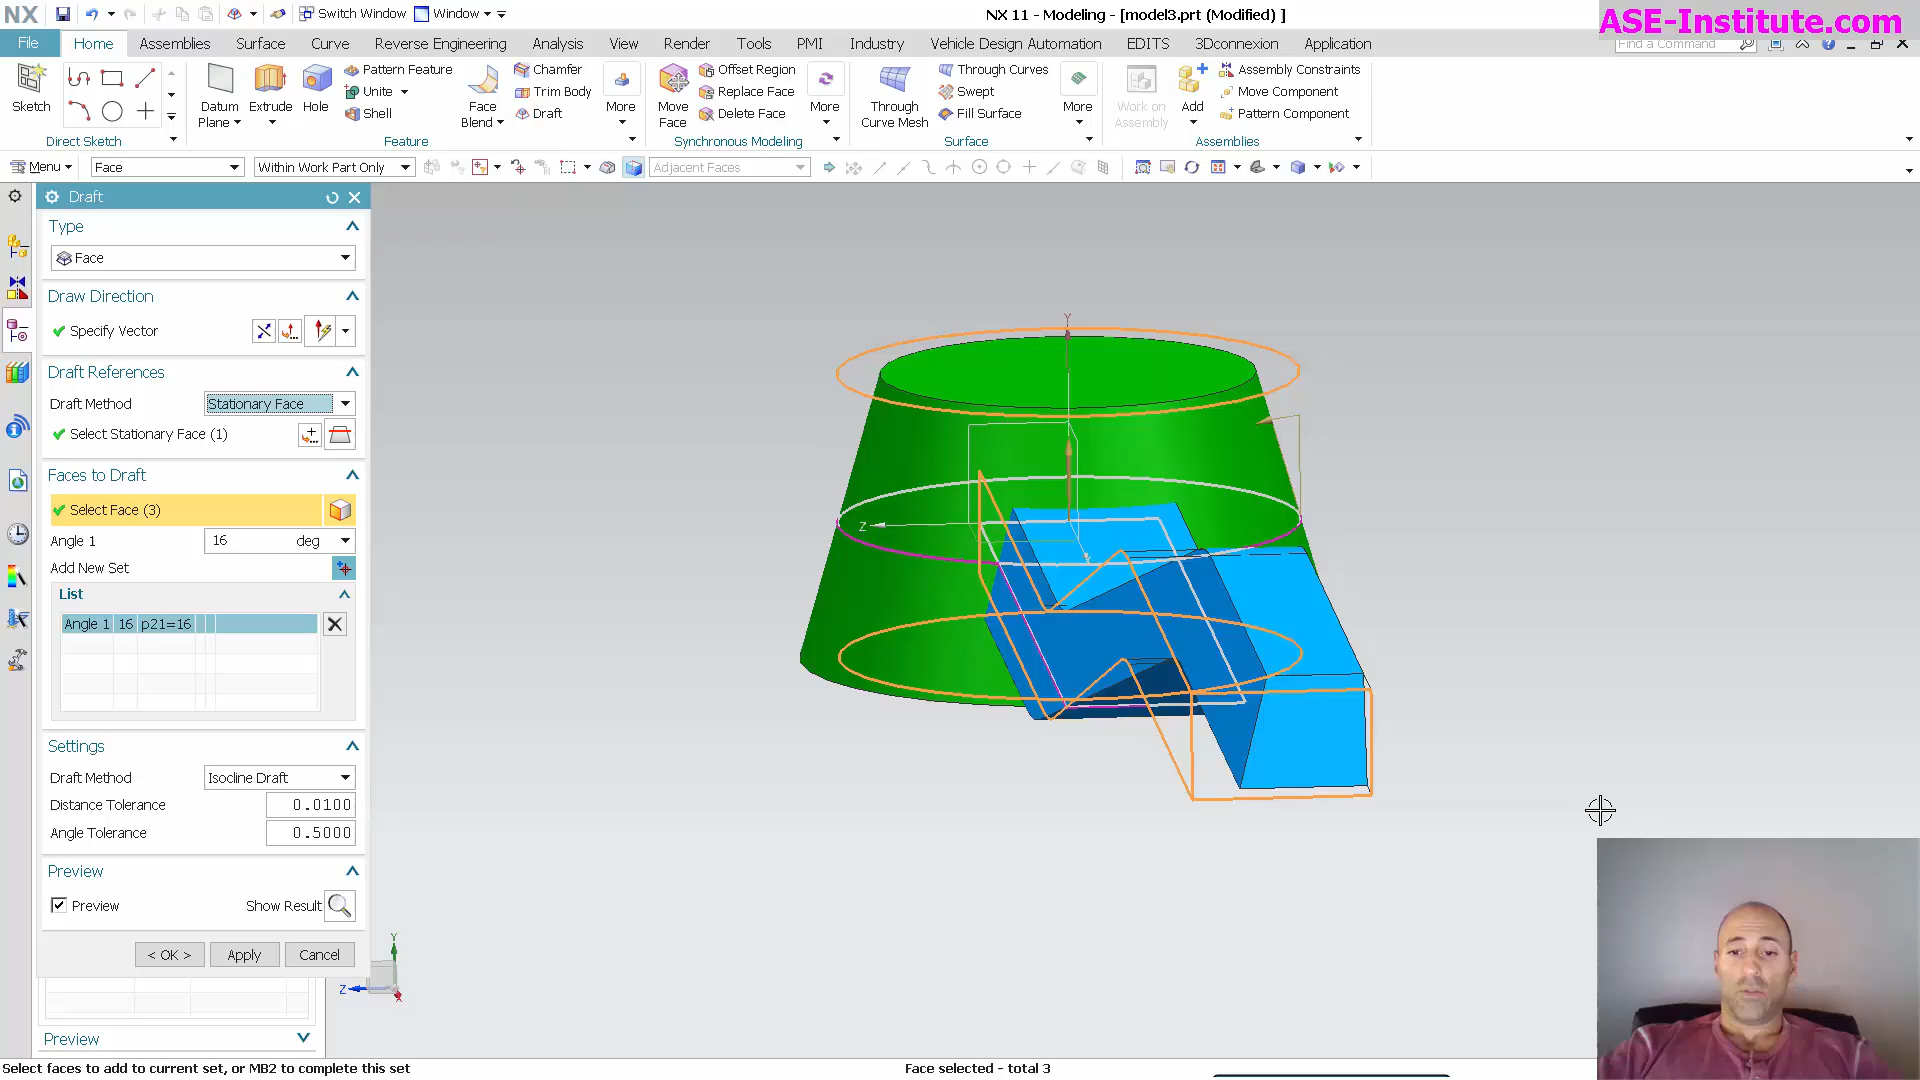 NX Switch Window Window NX 11 - Modeling - [model3.prt (Modified) ] ASE-Institute.com
File Home Assemblies Surface Curve Reverse Engineering Analysis View Render Tools PMI Industry Vehicle Design Automation EDITS 3Dconnexion Application Find a Command
Sketch
Direct Sketch
Datum Plane
Extrude
Hole
Pattern Feature
Unite
Shell
Face Blend
Chamfer
Trim Body
Draft
More
Feature
Move Face
Offset Region
Replace Face
Delete Face
More
Synchronous Modeling
Through Curve Mesh
Through Curves
Swept
Fill Surface
More
Surface
Work on Assembly
Add
Assembly Constraints
Move Component
Pattern Component
Assemblies
Menu Face Within Work Part Only Adjacent Faces
Draft
Type
Face
Draw Direction
Specify Vector
Draft References
Draft Method Stationary Face
Select Stationary Face (1)
Faces to Draft
Select Face (3)
Angle 1 16 deg
Add New Set
List
Angle 1 16 p21=16
Settings
Draft Method Isocline Draft
Distance Tolerance 0.0100
Angle Tolerance 0.5000
Preview
Preview Show Result
< OK > Apply Cancel
Preview
Y
Z
Y
Z
X
Select faces to add to current set, or MB2 to complete this set Face selected - total 3